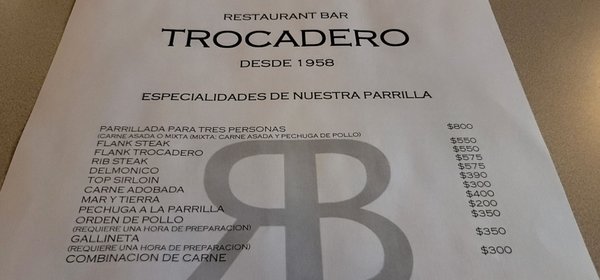 RESTAURANT BAR
TROCADERO
DESDE 1958
ESPECIALIDADES DE NUESTRA PARRILLA
PARRILLADA PARA TRES PERSONAS $800
(CARNE ASADA O MIXTA (MIXTA: CARNE ASADA Y PECHUGA DE POLLO)
FLANK STEAK $550
FLANK TROCADERO $550
RIB STEAK $575
DELMONICO $575
TOP SIRLOIN $390
CARNE ADOBADA $300
MAR Y TIERRA $400
PECHUGA A LA PARRILLA $200
ORDEN DE POLLO $350
(REQUIERE UNA HORA DE PREPARACION)
GALLINETA $350
(REQUIERE UNA HORA DE PREPARACION)
COMBINACION DE CARNE $300